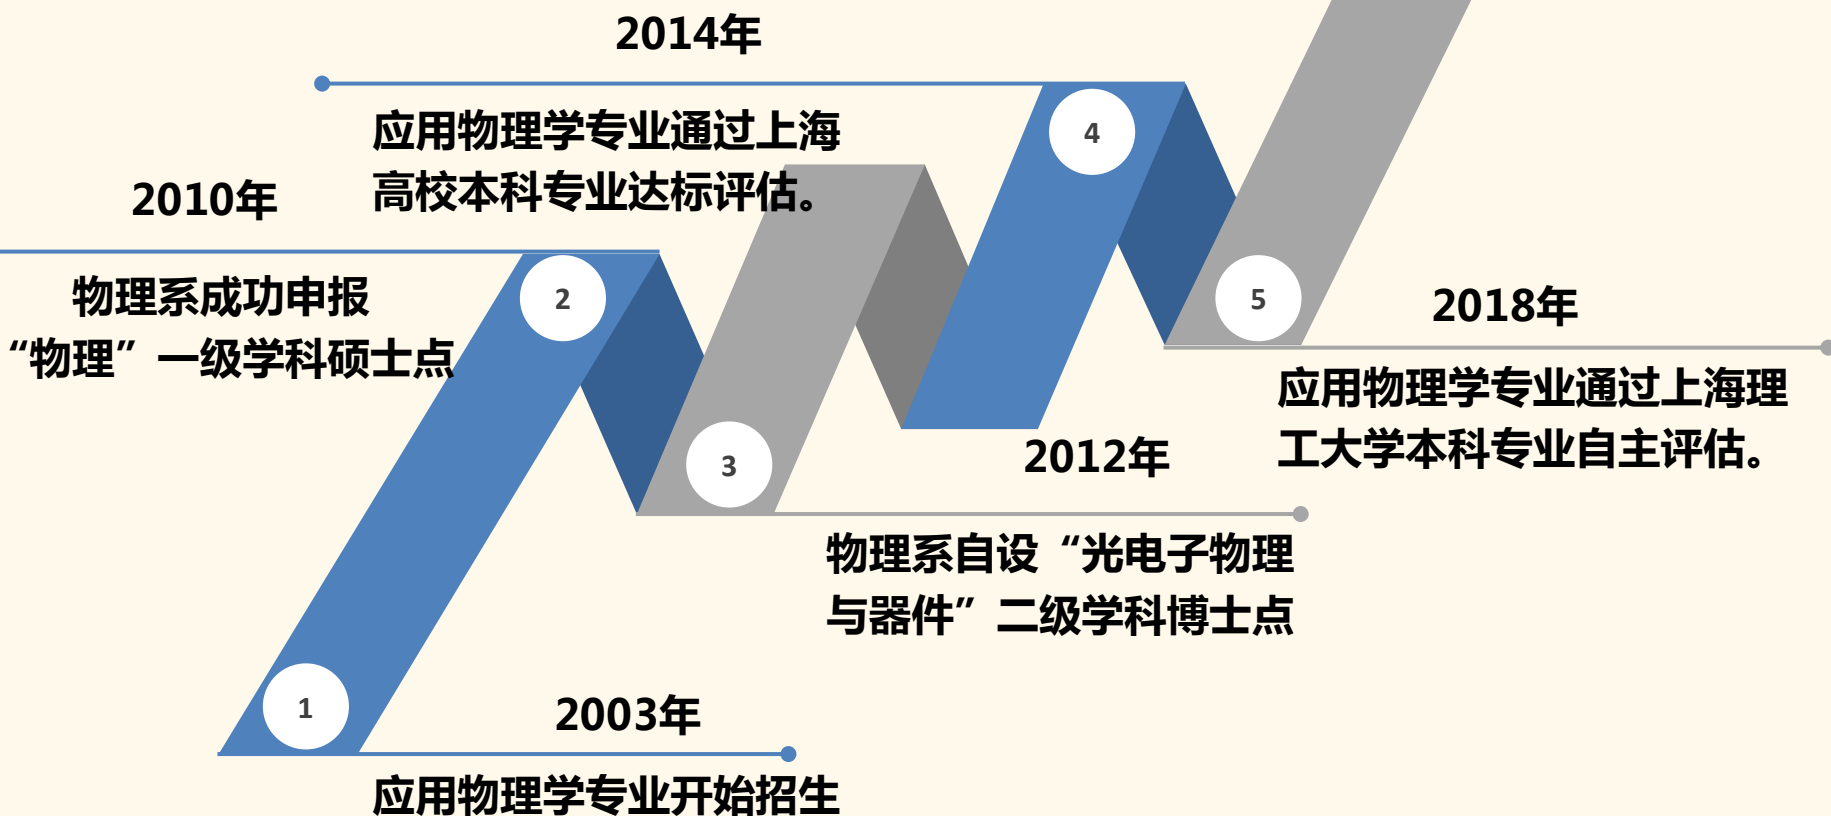 2014年
应用物理学专业通过上海
高校本科专业达标评估。
4
2010年
物理系成功申报
“物理”一级学科硕士点
2
5
2018年
应用物理学专业通过上海理
工大学本科专业自主评估。
3
2012年
物理系自设“光电子物理
与器件”二级学科博士点
1
2003年
应用物理学专业开始招生